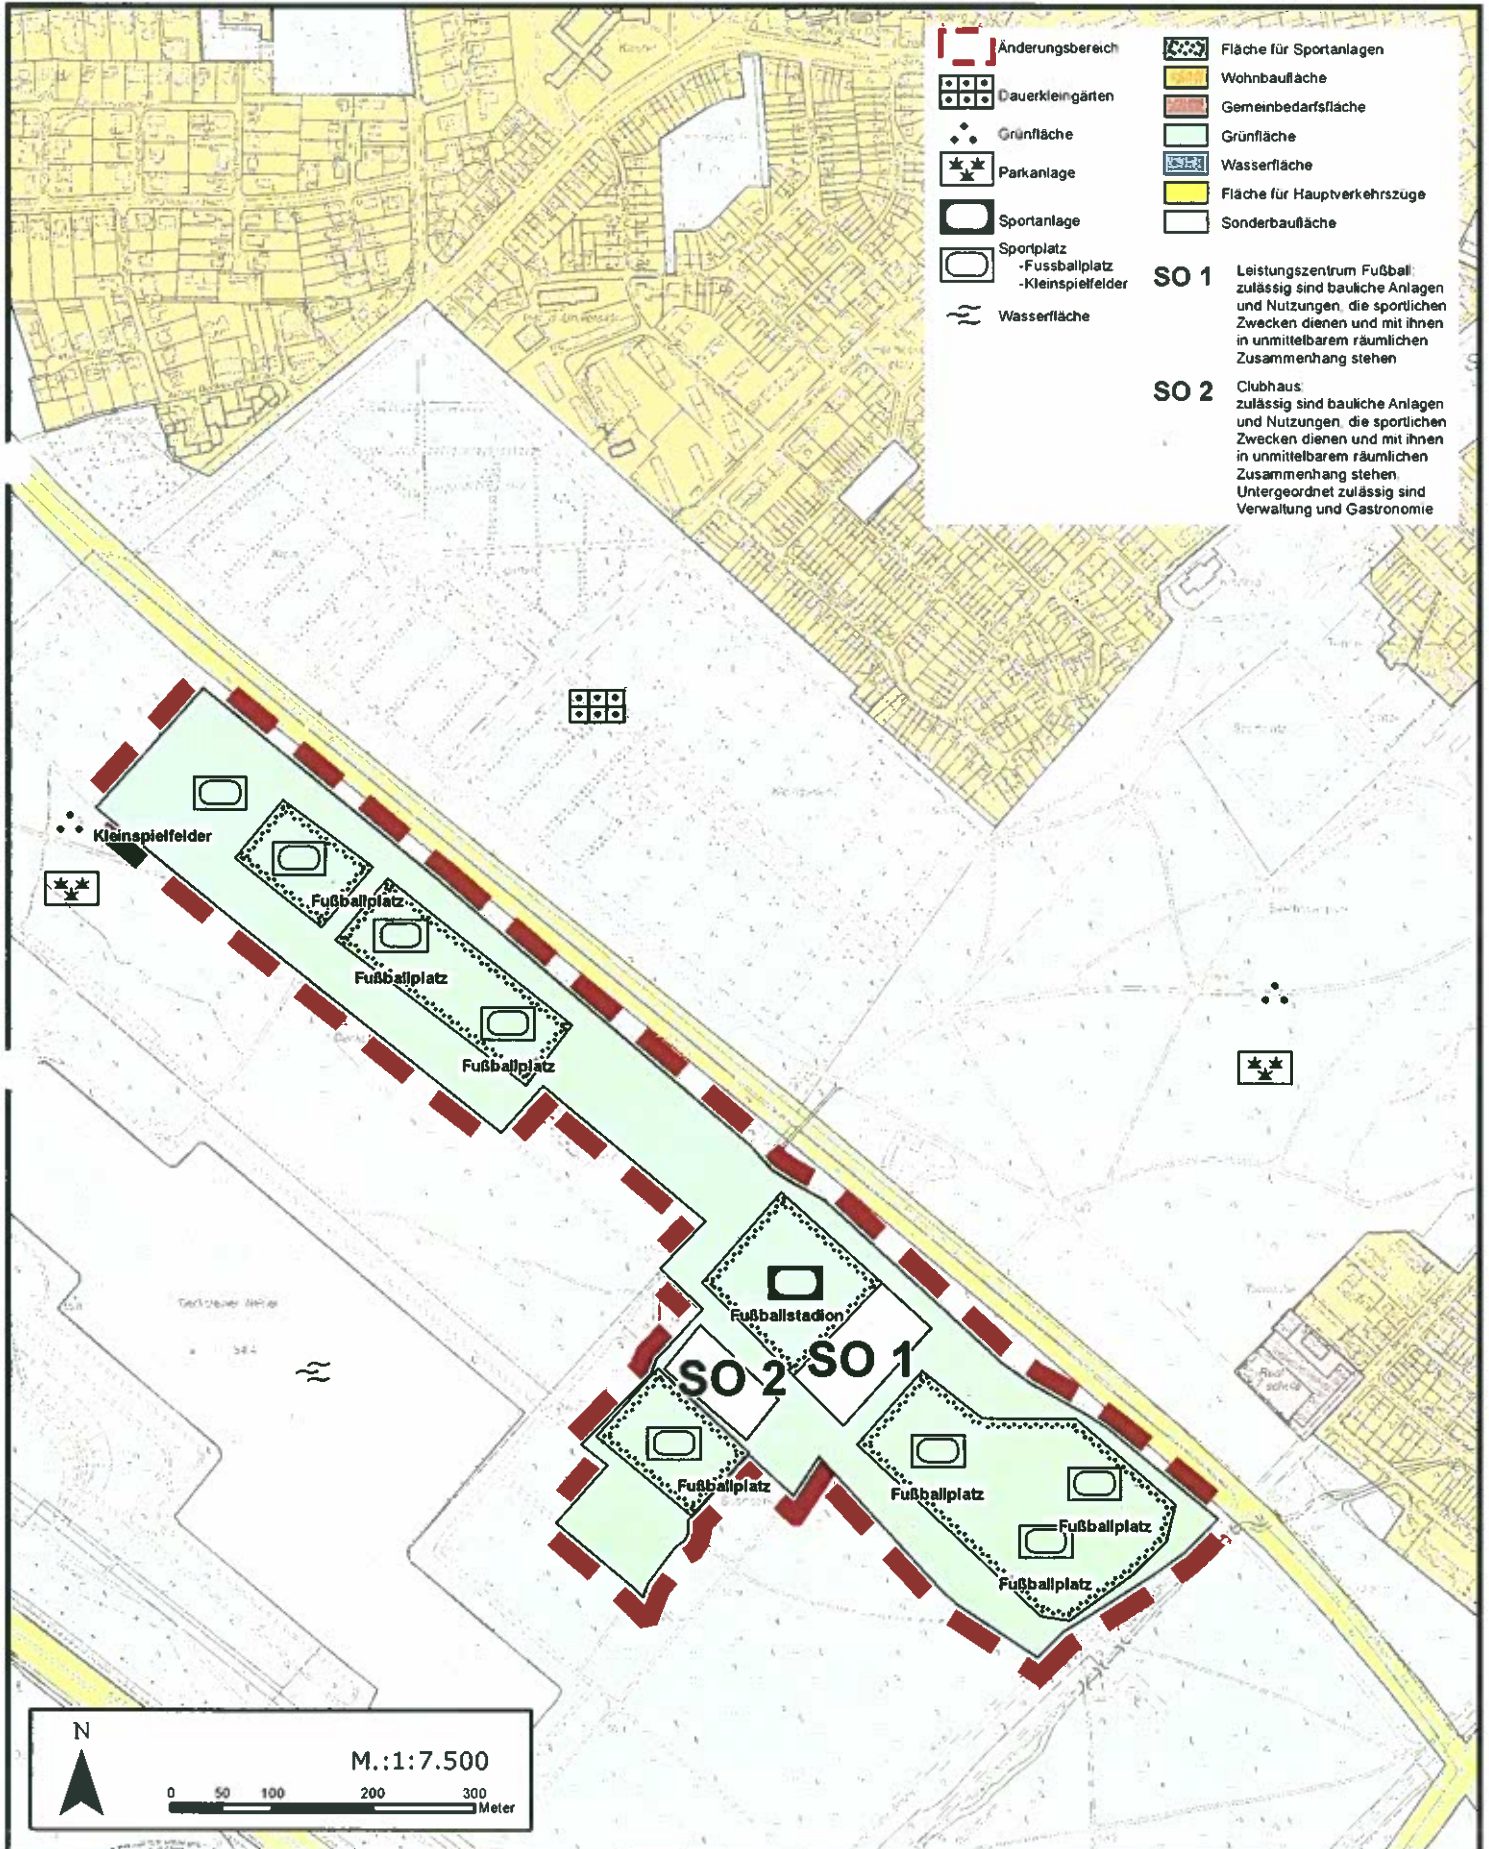 Änderungsbereich
Dauerkleingärten
Grünfläche
Parkanlage
Sportanlage
Sportplatz
-Fussballplatz
-Kleinspielfelder
Wasserfläche
Fläche für Sportanlagen
Wohnbaufläche
Gemeinbedarfsfläche
Grünfläche
Wasserfläche
Fläche für Hauptverkehrszüge
Sonderbaufläche
SO 1
Leistungszentrum Fußball:
zulässig sind bauliche Anlagen
und Nutzungen, die sportlichen
Zwecken dienen und mit ihnen
in unmittelbarem räumlichen
Zusammenhang stehen
SO 2
Clubhaus:
zulässig sind bauliche Anlagen
und Nutzungen, die sportlichen
Zwecken dienen und mit ihnen
in unmittelbarem räumlichen
Zusammenhang stehen.
Untergeordnet zulässig sind
Verwaltung und Gastronomie
Kleinspielfelder
Fußballplatz
Fußballplatz
Fußballplatz
Fußballstadion
SO 1
SO 2
Fußballplatz
Fußballplatz
Fußballplatz
Fußballplatz
N
M.:1:7.500
0 50 100 200 300
Meter